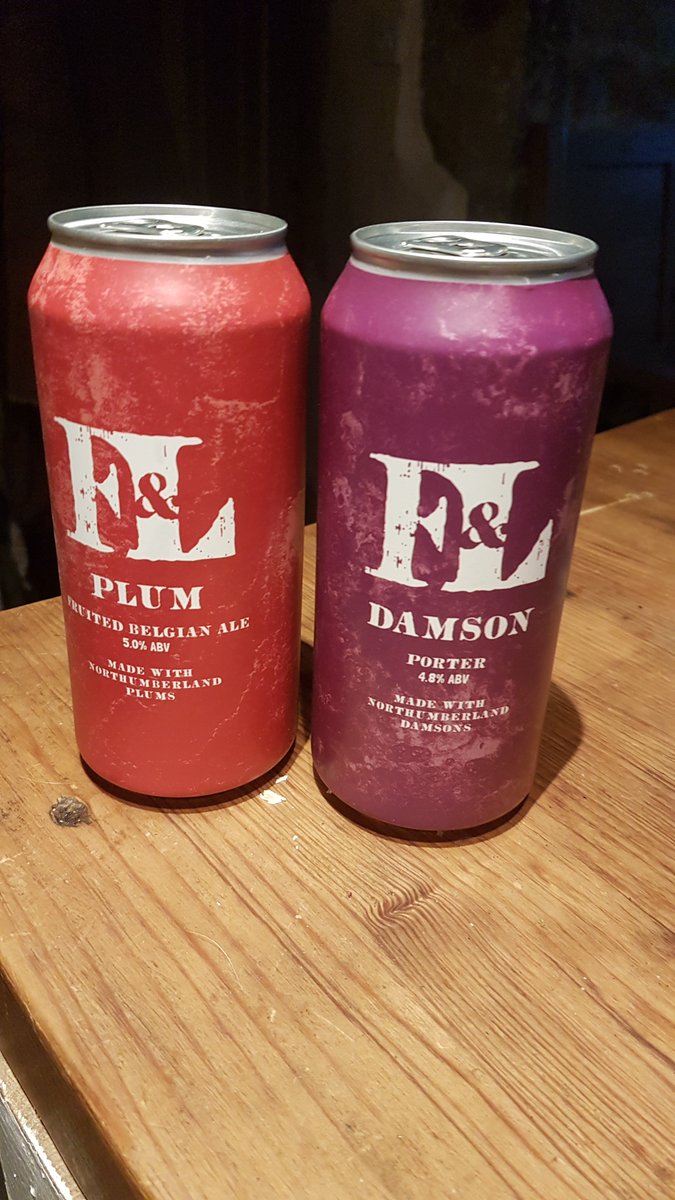 F&L
PLUM
FRUITED BELGIAN ALE
5.0% ABV
MADE WITH
NORTHUMBERLAND
PLUMS
F&L
DAMSON
PORTER
4.8% ABV
MADE WITH
NORTHUMBERLAND
DAMSONS